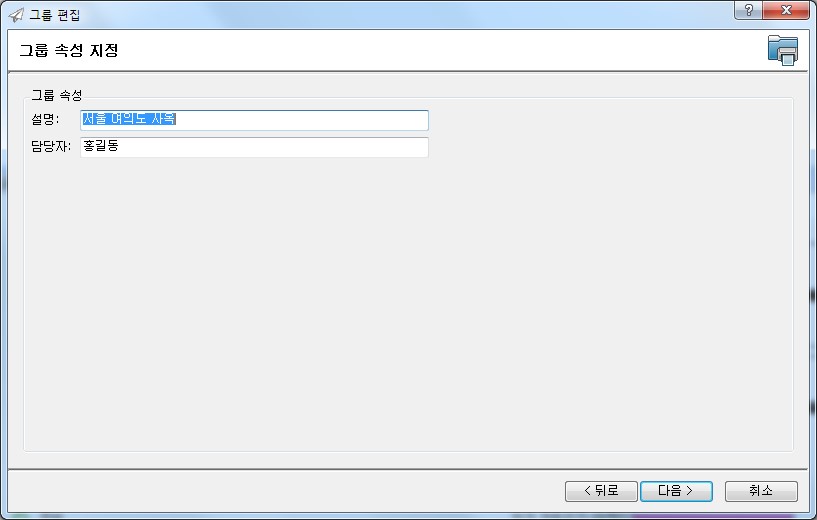 그룹 편집
그룹 속성 지정
그룹 속성
설명: 서울 여의도 사옥
담당자: 홍길동
< 뒤로 다음 > 취소